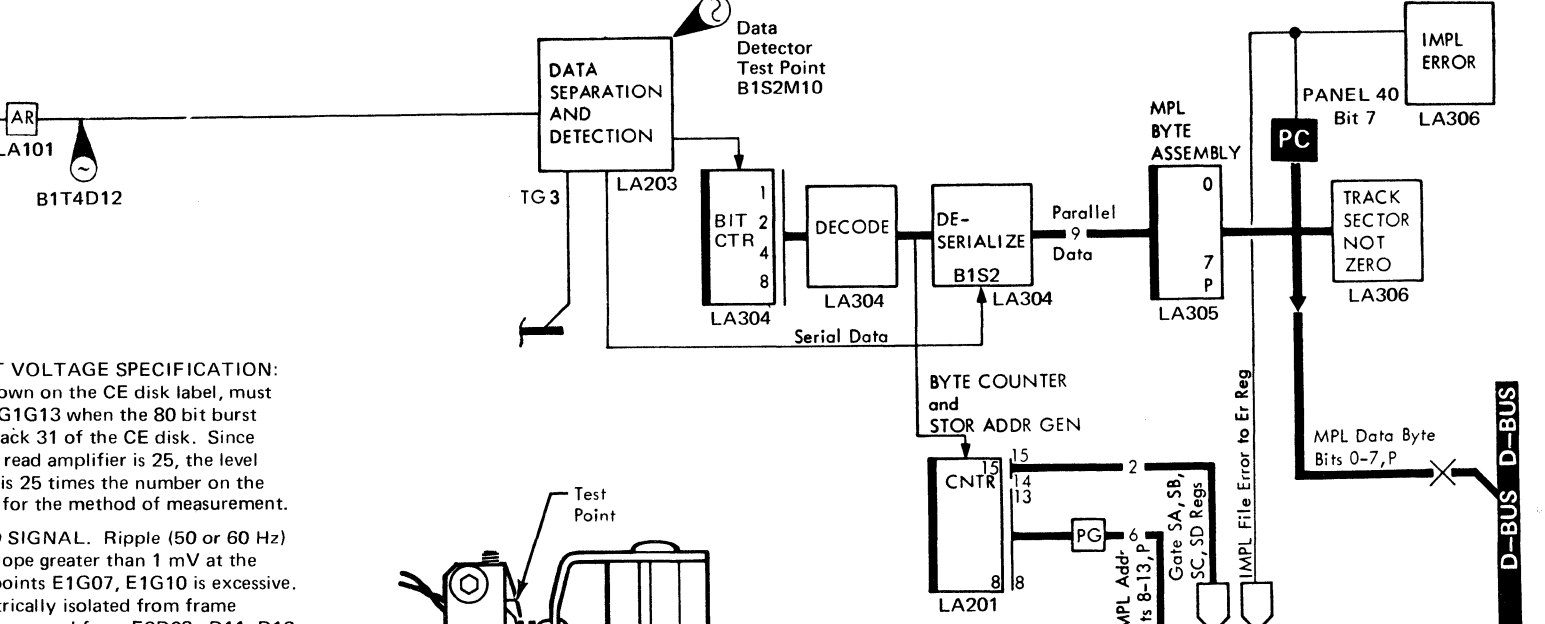 Data
Detector
Test Point
B1S2M10
DATA
SEPARATION
AND
DETECTION
LA203
AR
LA101
B1T4D12
TG 3
BIT
CTR
1
2
4
8
LA304
DECODE
LA304
DE-
SERIALIZE
B1S2
LA304
Serial Data
Parallel
9
Data
MPL
BYTE
ASSEMBLY
0
7
P
LA305
IMPL
ERROR
LA306
PANEL 40
Bit 7
PC
TRACK
SECTOR
NOT
ZERO
LA306
T VOLTAGE SPECIFICATION:
own on the CE disk label, must
G1G13 when the 80 bit burst
ack 31 of the CE disk. Since
read amplifier is 25, the level
is 25 times the number on the
for the method of measurement.
SIGNAL. Ripple (50 or 60 Hz)
ope greater than 1 mV at the
points E1G07, E1G10 is excessive.
trically isolated from frame
Test
Point
BYTE COUNTER
and
STOR ADDR GEN
15
CNTR
8
LA201
15
14
13
8
2
PG
6
MPL Addr
ts 8-13, P
Gate SA, SB,
SC, SD Regs
IMPL File Error to Er Reg
MPL Data Byte
Bits 0-7,P
D-BUS D-BUS